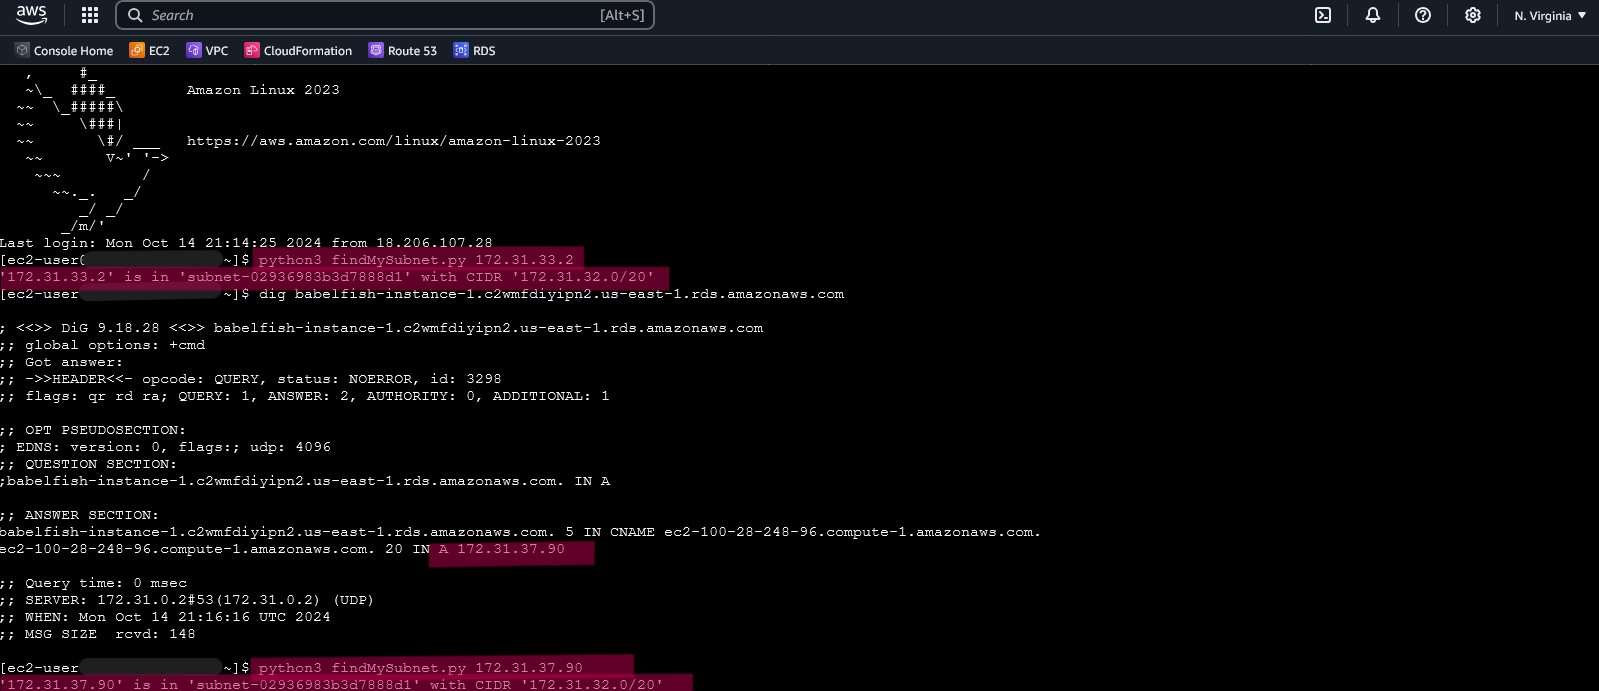 aws Search [Alt+S] N. Virginia
Console Home EC2 VPC CloudFormation Route 53 RDS
,     #_
~\_  ####_        Amazon Linux 2023
~~  \_#####\
~~     \###|
~~       \#/ ___   https://aws.amazon.com/linux/amazon-linux-2023
~~       V~' '->
~~~         /
~~._.   _/
_/ _/
_/m/'
Last login: Mon Oct 14 21:14:25 2024 from 18.206.107.28
[ec2-user ~]$ python3 findMySubnet.py 172.31.33.2
'172.31.33.2' is in 'subnet-02936983b3d7888d1' with CIDR '172.31.32.0/20'
[ec2-user ~]$ dig babelfish-instance-1.c2wmfdiyipn2.us-east-1.rds.amazonaws.com
; <<>> DiG 9.18.28 <<>> babelfish-instance-1.c2wmfdiyipn2.us-east-1.rds.amazonaws.com
;; global options: +cmd
;; Got answer:
;; ->>HEADER<<- opcode: QUERY, status: NOERROR, id: 3298
;; flags: qr rd ra; QUERY: 1, ANSWER: 2, AUTHORITY: 0, ADDITIONAL: 1
;; OPT PSEUDOSECTION:
; EDNS: version: 0, flags:; udp: 4096
;; QUESTION SECTION:
;babelfish-instance-1.c2wmfdiyipn2.us-east-1.rds.amazonaws.com. IN A
;; ANSWER SECTION:
babelfish-instance-1.c2wmfdiyipn2.us-east-1.rds.amazonaws.com. 5 IN CNAME ec2-100-28-248-96.compute-1.amazonaws.com.
ec2-100-28-248-96.compute-1.amazonaws.com. 20 IN A 172.31.37.90
;; Query time: 0 msec
;; SERVER: 172.31.0.2#53(172.31.0.2) (UDP)
;; WHEN: Mon Oct 14 21:16:16 UTC 2024
;; MSG SIZE  rcvd: 148
[ec2-user ~]$ python3 findMySubnet.py 172.31.37.90
'172.31.37.90' is in 'subnet-02936983b3d7888d1' with CIDR '172.31.32.0/20'